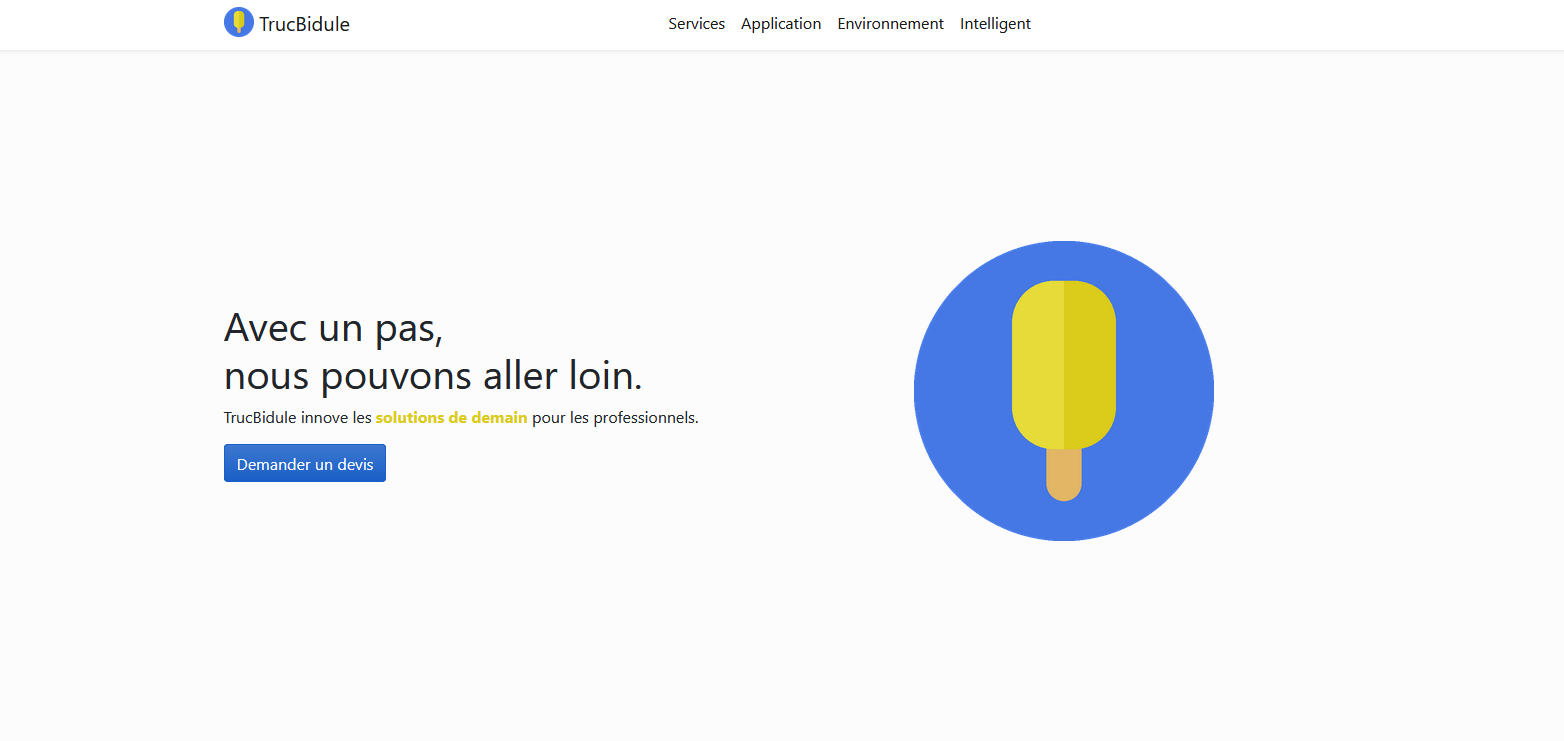 TrucBidule
Services Application Environnement Intelligent
Avec un pas,
nous pouvons aller loin.
TrucBidule innove les solutions de demain pour les professionnels.
Demander un devis